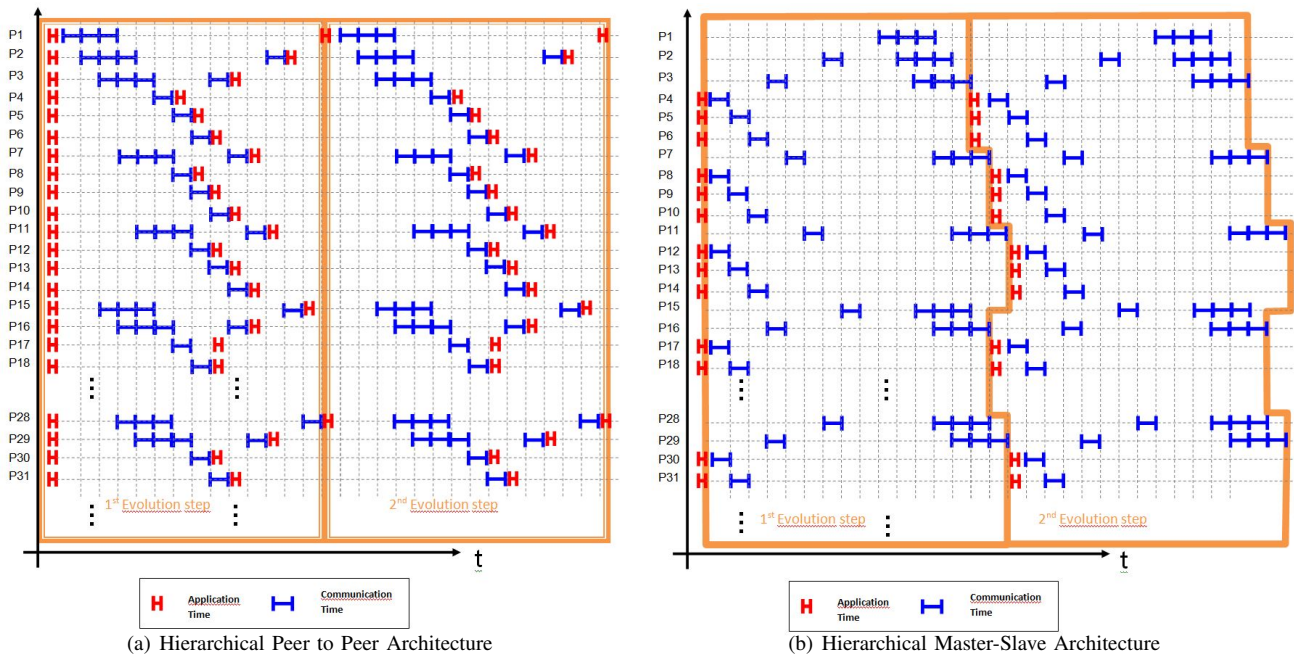 P1
P2
P3
P4
P5
P6
P7
P8
P9
P10
P11
P12
P13
P14
P15
P16
P17
P18
P28
P29
P30
P31
1st Evolution step
2nd Evolution step
t
Application Time
Communication Time
(a) Hierarchical Peer to Peer Architecture
P1
P2
P3
P4
P5
P6
P7
P8
P9
P10
P11
P12
P13
P14
P15
P16
P17
P18
P28
P29
P30
P31
1st Evolution step
2nd Evolution step
t
Application Time
Communication Time
(b) Hierarchical Master-Slave Architecture